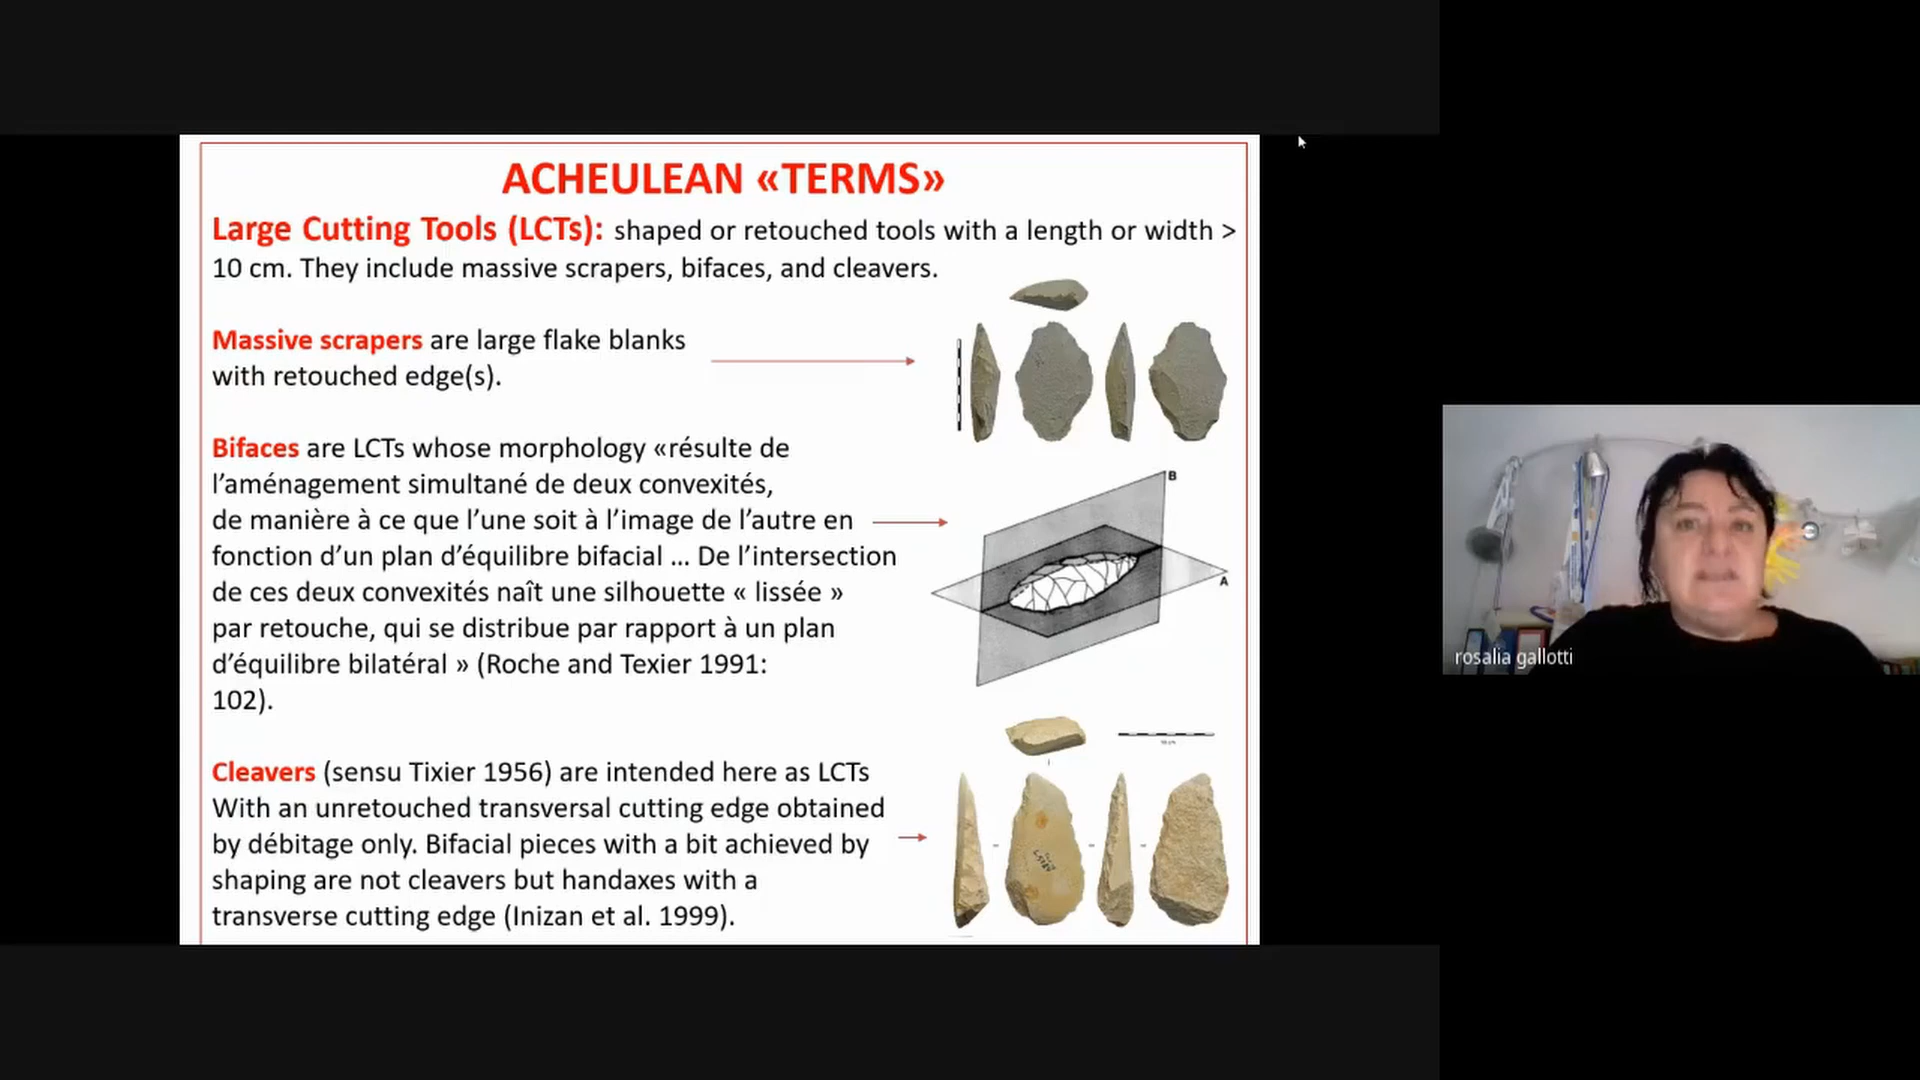 ACHEULEAN «TERMS»
Large Cutting Tools (LCTs): shaped or retouched tools with a length or width >
10 cm. They include massive scrapers, bifaces, and cleavers.
Massive scrapers are large flake blanks
with retouched edge(s).
Bifaces are LCTs whose morphology «résulte de
l’aménagement simultané de deux convexités,
de manière à ce que l’une soit à l’image de l’autre en
fonction d’un plan d’équilibre bifacial ... De l’intersection
de ces deux convexités naît une silhouette « lissée »
par retouche, qui se distribue par rapport à un plan
d’équilibre bilatéral » (Roche and Texier 1991:
102).
B
A
Cleavers (sensu Tixier 1956) are intended here as LCTs
With an unretouched transversal cutting edge obtained
by débitage only. Bifacial pieces with a bit achieved by
shaping are not cleavers but handaxes with a
transverse cutting edge (Inizan et al. 1999).
rosalia gallotti